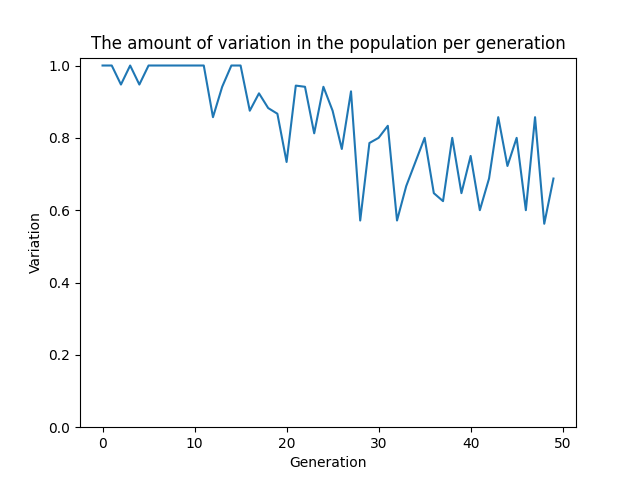 The amount of variation in the population per generation
1.0
0.8
0.6
0.4
0.2
0.0
Variation
0 10 20 30 40 50
Generation